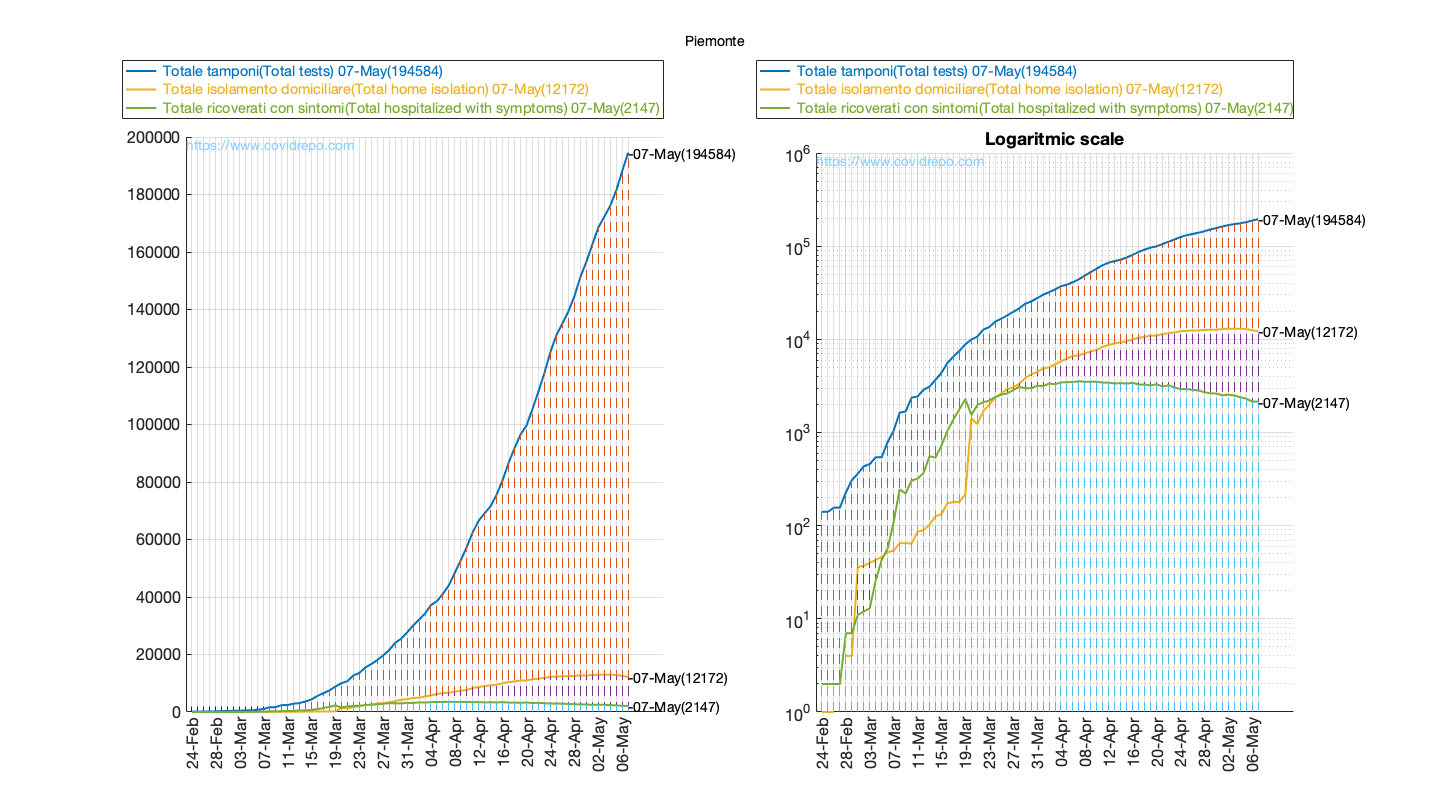 Piemonte
Totale tamponi(Total tests) 07-May(194584)
Totale isolamento domiciliare(Total home isolation) 07-May(12172)
Totale ricoverati con sintomi(Total hospitalized with symptoms) 07-May(2147)
200000
180000
160000
140000
120000
100000
80000
60000
40000
20000
0
https://www.covidrepo.com
07-May(194584)
07-May(12172)
07-May(2147)
24-Feb
28-Feb
03-Mar
07-Mar
11-Mar
15-Mar
19-Mar
23-Mar
27-Mar
31-Mar
04-Apr
08-Apr
12-Apr
16-Apr
20-Apr
24-Apr
28-Apr
02-May
06-May
Totale tamponi(Total tests) 07-May(194584)
Totale isolamento domiciliare(Total home isolation) 07-May(12172)
Totale ricoverati con sintomi(Total hospitalized with symptoms) 07-May(2147)
Logaritmic scale
10^6
10^5
10^4
10^3
10^2
10^1
10^0
https://www.covidrepo.com
07-May(194584)
07-May(12172)
07-May(2147)
24-Feb
28-Feb
03-Mar
07-Mar
11-Mar
15-Mar
19-Mar
23-Mar
27-Mar
31-Mar
04-Apr
08-Apr
12-Apr
16-Apr
20-Apr
24-Apr
28-Apr
02-May
06-May